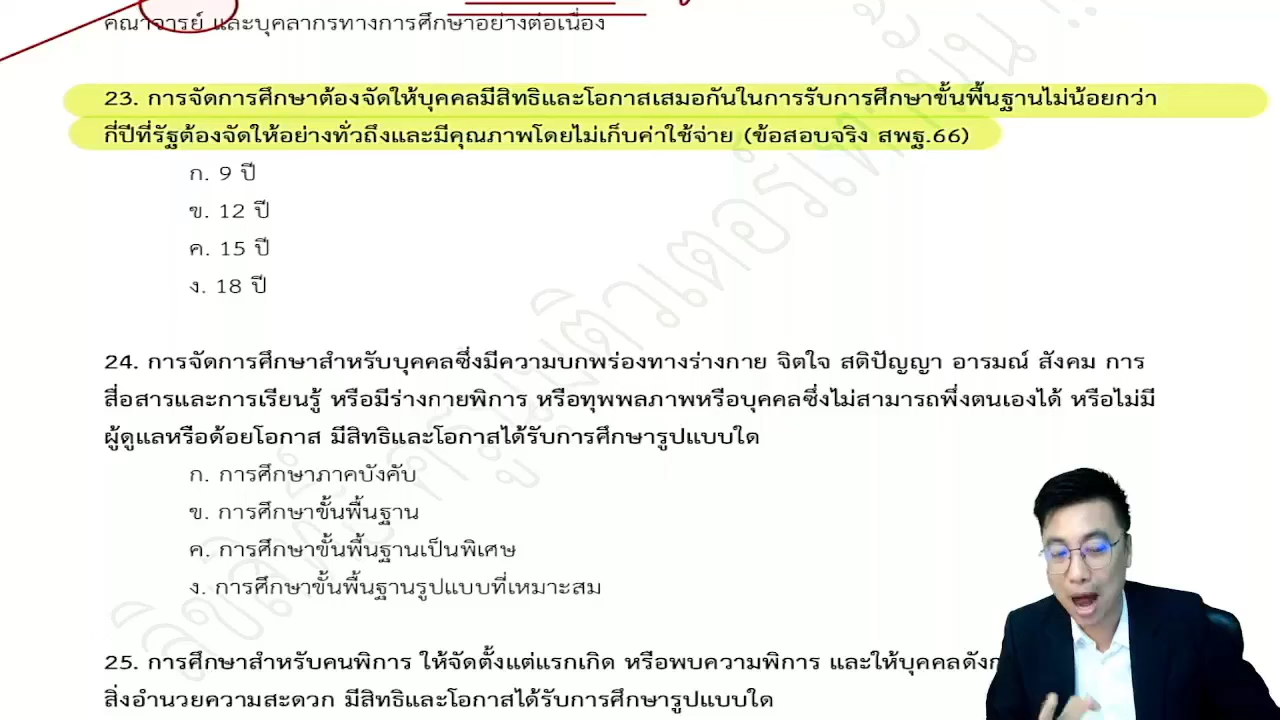 คณาจารย์ และบุคลากรทางการศึกษาอย่างต่อเนื่อง
23. การจัดการศึกษาต้องจัดให้บุคคลมีสิทธิและโอกาสเสมอกันในการรับการศึกษาขั้นพื้นฐานไม่น้อยกว่า
กี่ปีที่รัฐต้องจัดให้อย่างทั่วถึงและมีคุณภาพโดยไม่เก็บค่าใช้จ่าย (ข้อสอบจริง สพฐ.66)
ก. 9 ปี
ข. 12 ปี
ค. 15 ปี
ง. 18 ปี
24. การจัดการศึกษาสำหรับบุคคลซึ่งมีความบกพร่องทางร่างกาย จิตใจ สติปัญญา อารมณ์ สังคม การ
สื่อสารและการเรียนรู้ หรือมีร่างกายพิการ หรือทุพพลภาพหรือบุคคลซึ่งไม่สามารถพึ่งตนเองได้ หรือไม่มี
ผู้ดูแลหรือด้อยโอกาส มีสิทธิและโอกาสได้รับการศึกษารูปแบบใด
ก. การศึกษาภาคบังคับ
ข. การศึกษาขั้นพื้นฐาน
ค. การศึกษาขั้นพื้นฐานเป็นพิเศษ
ง. การศึกษาขั้นพื้นฐานรูปแบบที่เหมาะสม
25. การศึกษาสำหรับคนพิการ ให้จัดตั้งแต่แรกเกิด หรือพบความพิการ และให้บุคคลดัง
สิ่งอำนวยความสะดวก มีสิทธิและโอกาสได้รับการศึกษารูปแบบใด